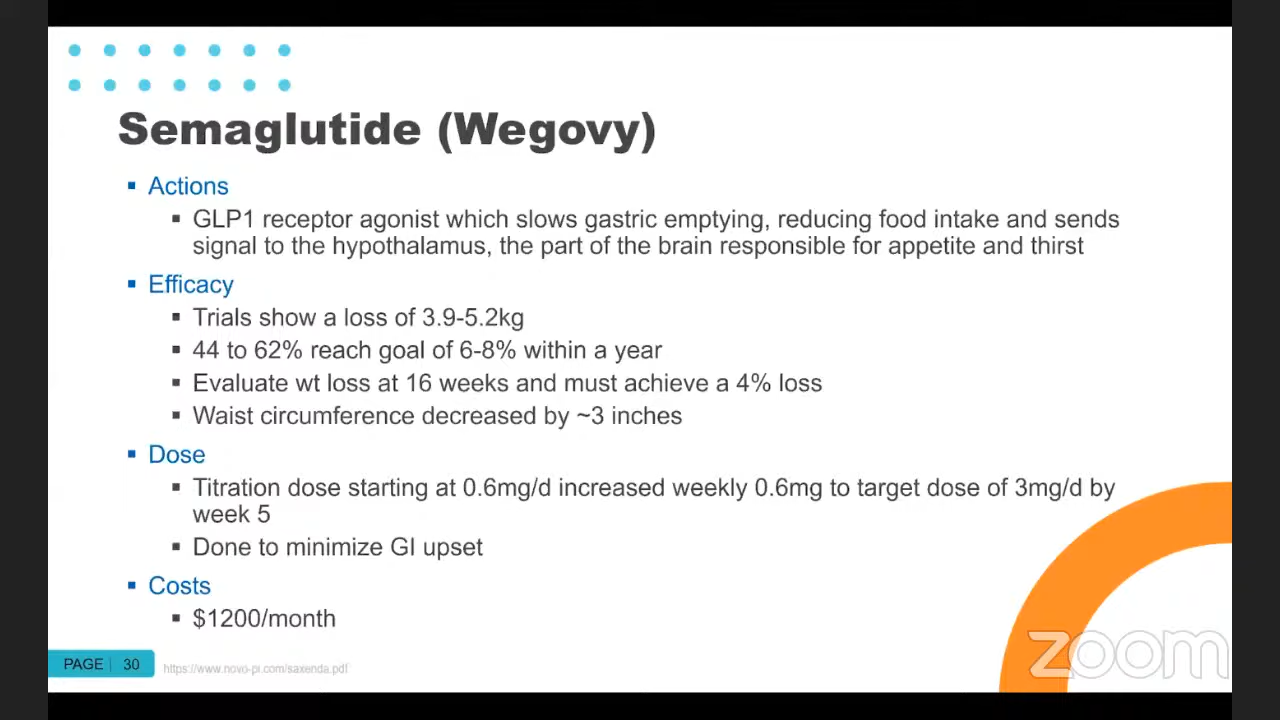 Semaglutide (Wegovy)
Actions
GLP1 receptor agonist which slows gastric emptying, reducing food intake and sends
signal to the hypothalamus, the part of the brain responsible for appetite and thirst
Efficacy
Trials show a loss of 3.9-5.2kg
44 to 62% reach goal of 6-8% within a year
Evaluate wt loss at 16 weeks and must achieve a 4% loss
Waist circumference decreased by ~3 inches
Dose
Titration dose starting at 0.6mg/d increased weekly 0.6mg to target dose of 3mg/d by
week 5
Done to minimize GI upset
Costs
$1200/month
PAGE | 30
https://www.novo-pi.com/saxenda.pdf
zoom